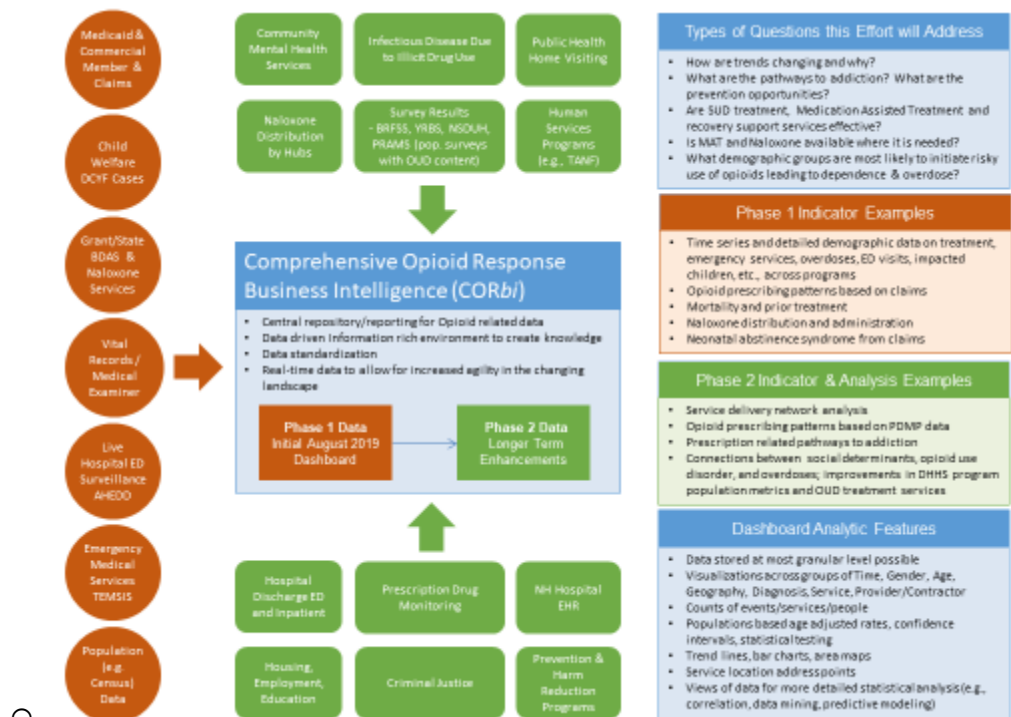 Medicaid &
Commercial
Member &
Claims
Child
Welfare
DCYF Cases
Grant/State
BDAS &
Naloxone
Services
Vital
Records /
Medical
Examiner
Live
Hospital ED
Surveillance
AHEDD
Emergency
Medical
Services
TEMSIS
Population
(e.g.
Census)
Data
Community
Mental Health
Services
Infectious Disease Due
to Illicit Drug Use
Public Health
Home Visiting
Naloxone
Distribution
by Hubs
Survey Results
- BRFSS, YRBS, NSDUH,
PRAMS (pop. surveys
with OUD content)
Human
Services
Programs
(e.g., TANF)
Comprehensive Opioid Response
Business Intelligence (CORbi)
• Central repository/reporting for Opioid related data
• Data driven information rich environment to create knowledge
• Data standardization
• Real-time data to allow for increased agility in the changing
landscape
Phase 1 Data
Initial August 2019
Dashboard
Phase 2 Data
Longer Term
Enhancements
Hospital
Discharge ED
and Inpatient
Prescription Drug
Monitoring
NH Hospital
EHR
Housing,
Employment,
Education
Criminal Justice
Prevention &
Harm
Reduction
Programs
Types of Questions this Effort will Address
• How are trends changing and why?
• What are the pathways to addiction? What are the
prevention opportunities?
• Are SUD treatment, Medication Assisted Treatment and
recovery support services effective?
• Is MAT and Naloxone available where it is needed?
• What demographic groups are most likely to initiate risky
use of opioids leading to dependence & overdose?
Phase 1 Indicator Examples
• Time series and detailed demographic data on treatment,
emergency services, overdoses, ED visits, impacted
children, etc., across programs
• Opioid prescribing patterns based on claims
• Mortality and prior treatment
• Naloxone distribution and administration
• Neonatal abstinence syndrome from claims
Phase 2 Indicator & Analysis Examples
• Service delivery network analysis
• Opioid prescribing patterns based on PDMP data
• Prescription related pathways to addiction
• Connections between social determinants, opioid use
disorder, and overdoses; improvements in DHHS program
population metrics and OUD treatment services
Dashboard Analytic Features
• Data stored at most granular level possible
• Visualizations across groups of Time, Gender, Age,
Geography, Diagnosis, Service, Provider/Contractor
• Counts of events/services/people
• Populations based age adjusted rates, confidence
intervals, statistical testing
• Trend lines, bar charts, area maps
• Service location address points
• Views of data for more detailed statistical analysis (e.g.,
correlation, data mining, predictive modeling)